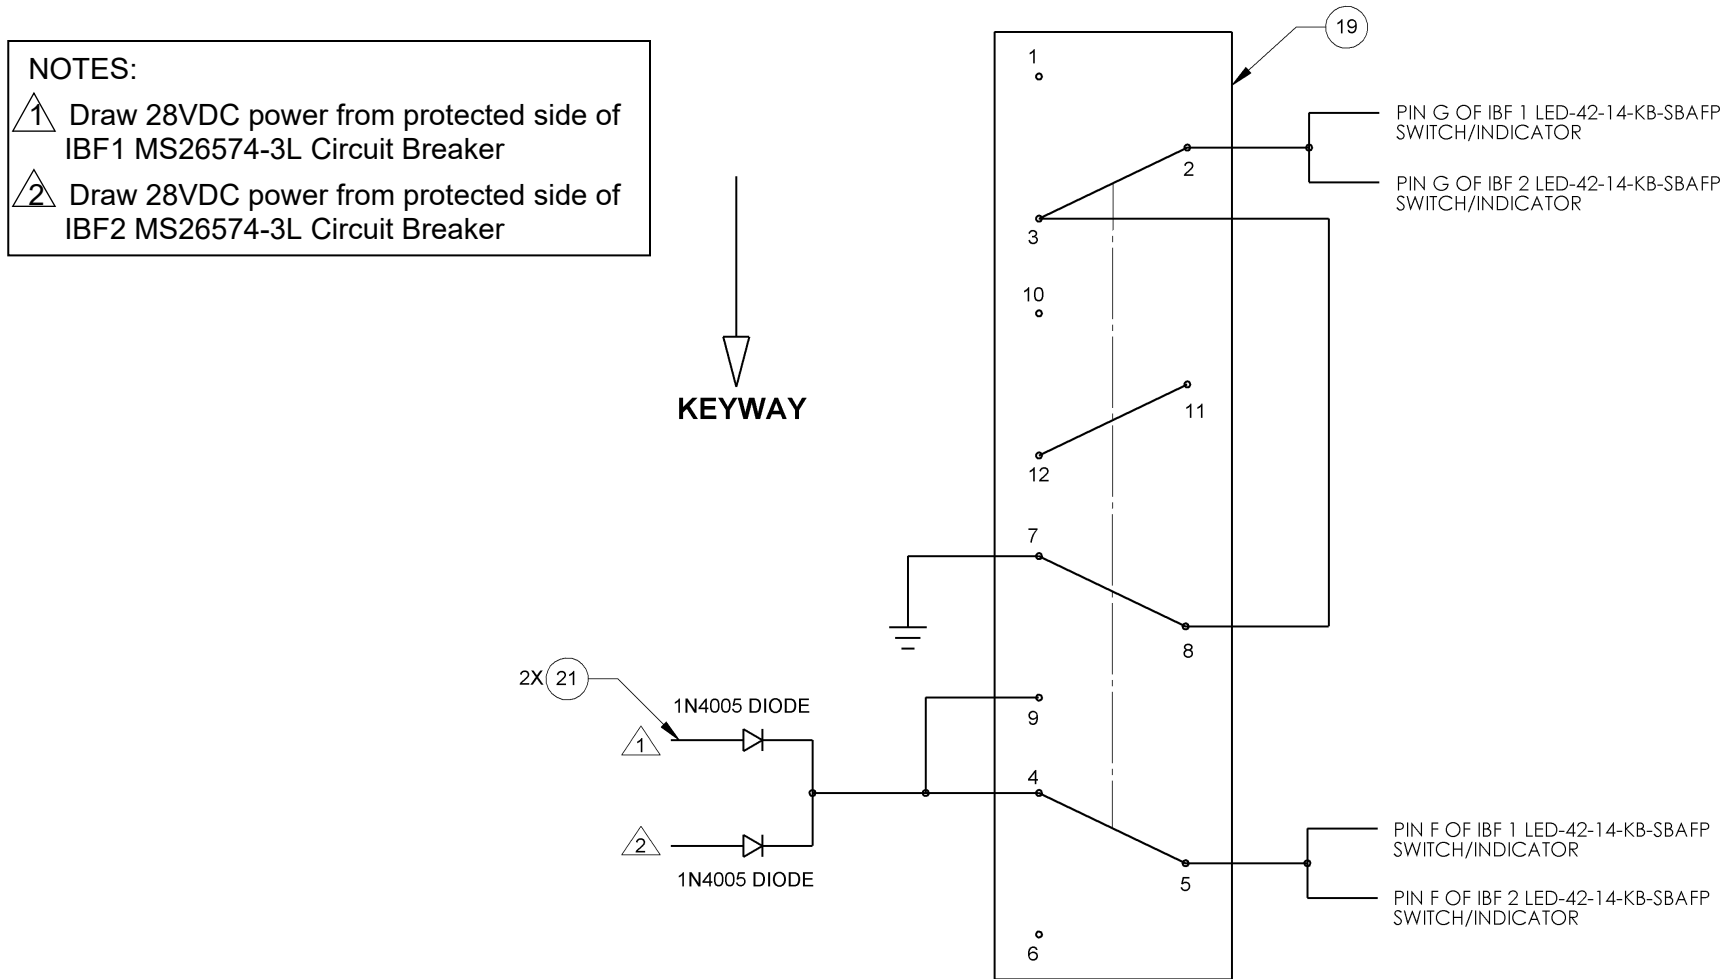 NOTES:
1 Draw 28VDC power from protected side of
IBF1 MS26574-3L Circuit Breaker
2 Draw 28VDC power from protected side of
IBF2 MS26574-3L Circuit Breaker
KEYWAY
19
1
2
3
10
11
12
7
8
9
4
5
6
PIN G OF IBF 1 LED-42-14-KB-SBAFP
SWITCH/INDICATOR
PIN G OF IBF 2 LED-42-14-KB-SBAFP
SWITCH/INDICATOR
2X 21
1N4005 DIODE
1
2
1N4005 DIODE
PIN F OF IBF 1 LED-42-14-KB-SBAFP
SWITCH/INDICATOR
PIN F OF IBF 2 LED-42-14-KB-SBAFP
SWITCH/INDICATOR